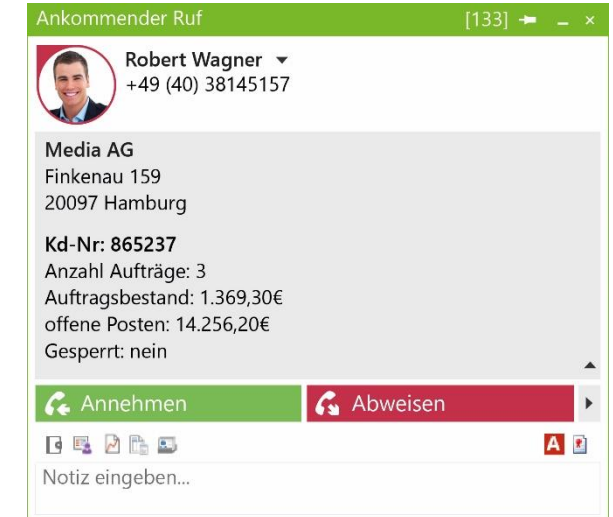 Ankommender Ruf [133]
Robert Wagner
+49 (40) 38145157
Media AG
Finkenau 159
20097 Hamburg
Kd-Nr: 865237
Anzahl Aufträge: 3
Auftragsbestand: 1.369,30€
offene Posten: 14.256,20€
Gesperrt: nein
Annehmen Abweisen
A
Notiz eingeben...